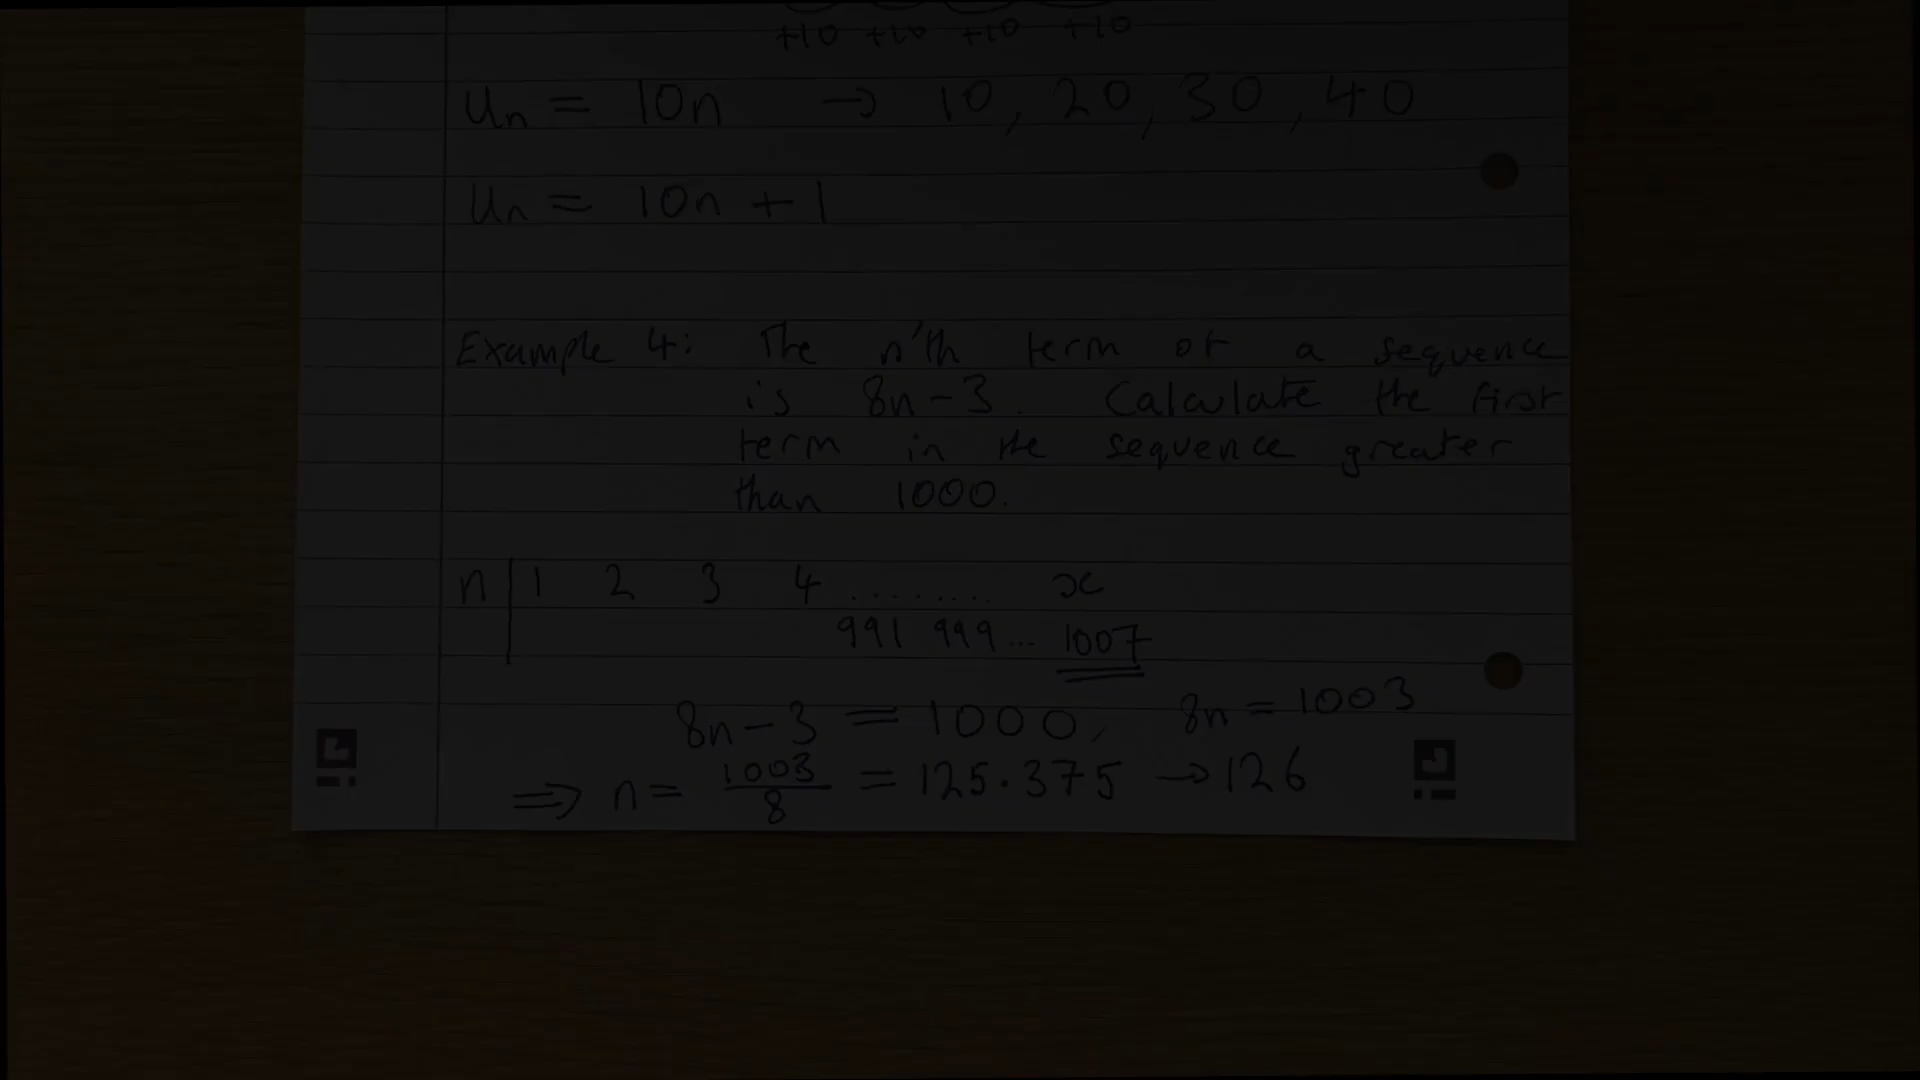 +10 +10 +10 +10
Un = 10n → 10, 20, 30, 40
Un = 10n + 1
Example 4: The n'th term of a sequence
is 8n-3. Calculate the first
term in the sequence greater
than 1000.
n | 1 2 3 4 ........ x
991 999... 1007
8n-3 = 1000, 8n = 1003
⇒ n = 1003/8 = 125.375 → 126